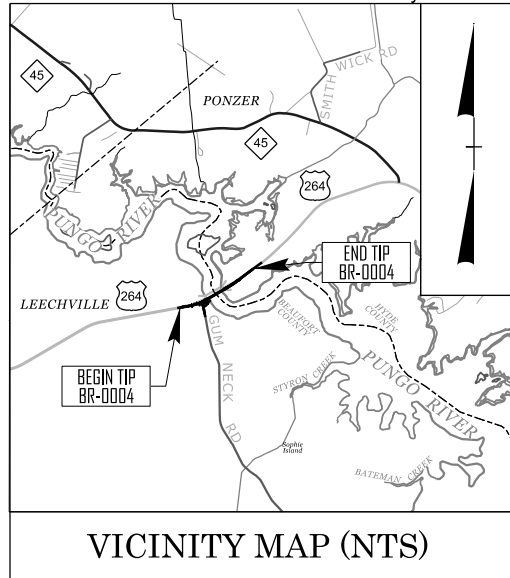 45
PONZER
SMITH WICK RD
45
264
PUNGO RIVER
END TIP
BR-0004
LEECHVILLE
264
BEAUFORT
COUNTY
HYDE
COUNTY
GUM NECK RD
BEGIN TIP
BR-0004
STYRON CREEK
PUNGO RIVER
Sophie
Island
BATEMAN CREEK
VICINITY MAP (NTS)